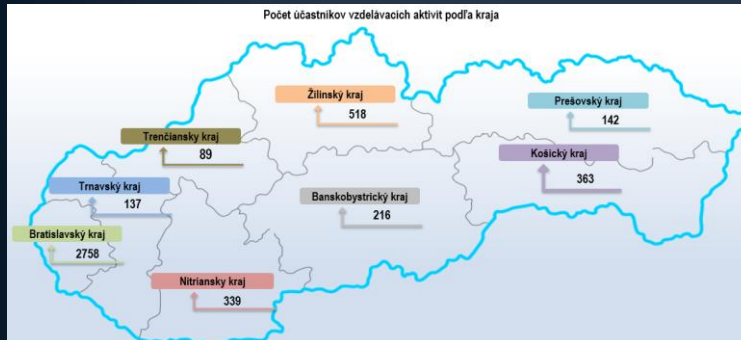 Počet účastníkov vzdelávacích aktivit podľa kraja
Žilinský kraj
518
Prešovský kraj
142
Trenčiansky kraj
89
Košický kraj
363
Trnavský kraj
137
Banskobystrický kraj
216
Bratislavský kraj
2758
Nitriansky kraj
339